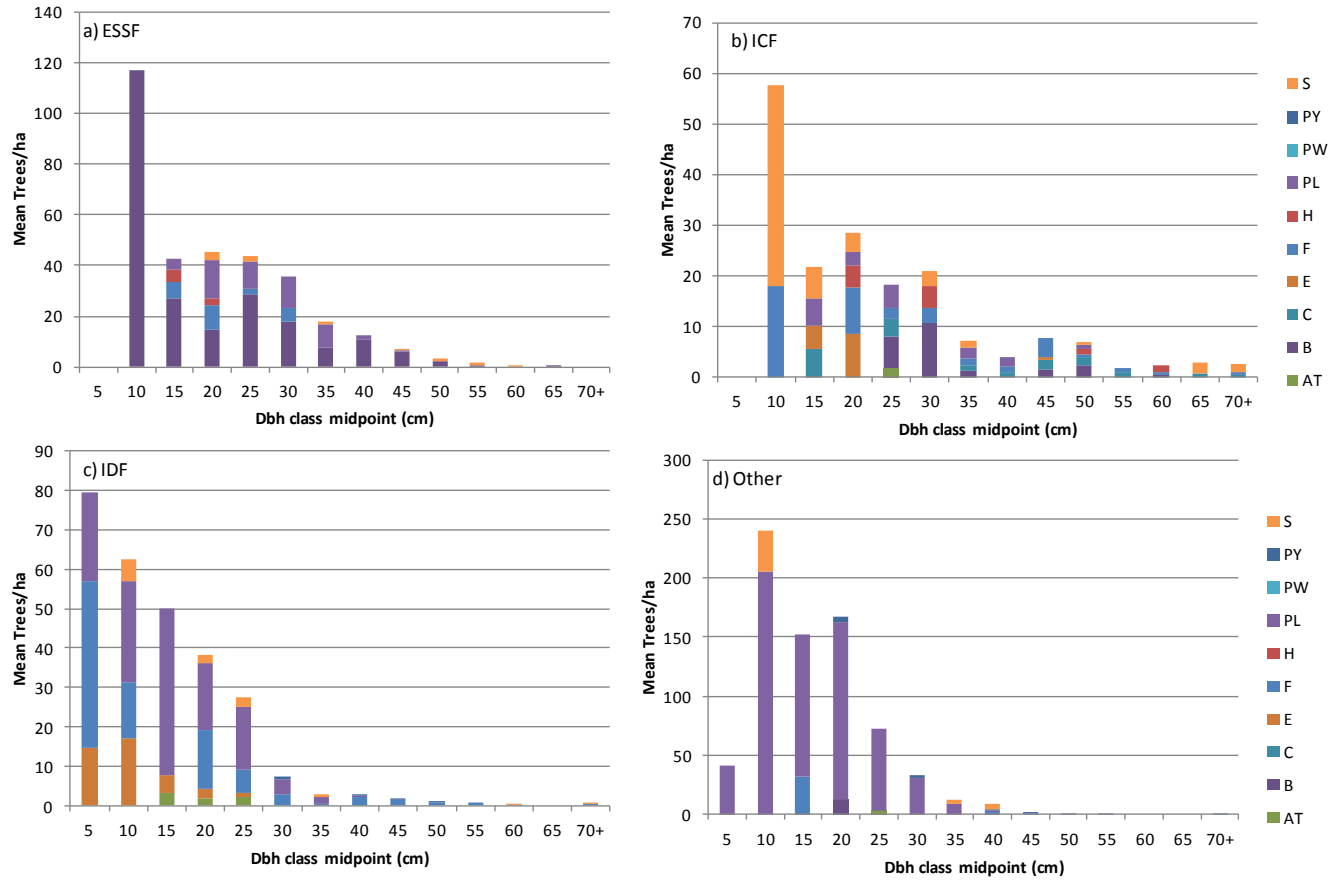 a) ESSF
Mean Trees/ha
140
120
100
80
60
40
20
0
5 10 15 20 25 30 35 40 45 50 55 60 65 70+
Dbh class midpoint (cm)
b) ICF
Mean Trees/ha
70
60
50
40
30
20
10
0
5 10 15 20 25 30 35 40 45 50 55 60 65 70+
Dbh class midpoint (cm)
S
PY
PW
PL
H
F
E
C
B
AT
c) IDF
Mean Trees/ha
90
80
70
60
50
40
30
20
10
0
5 10 15 20 25 30 35 40 45 50 55 60 65 70+
Dbh class midpoint (cm)
d) Other
Mean Trees/ha
300
250
200
150
100
50
0
5 10 15 20 25 30 35 40 45 50 55 60 65 70+
Dbh class midpoint (cm)
S
PY
PW
PL
H
F
E
C
B
AT